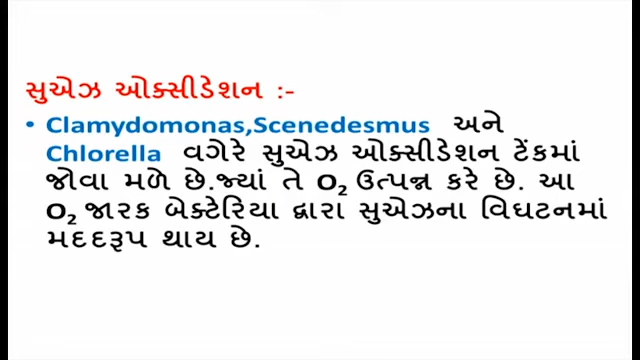 સુએઝ ઓક્સીડેશન :-
• Clamydomonas,Scenedesmus અને
Chlorella વગેરે સુએઝ ઓક્સીડેશન ટેંકમાં
જોવા મળે છે.જ્યાં તે O₂ ઉત્પન્ન કરે છે. આ
O₂ જારક બેક્ટેરિયા દ્વારા સુએઝના વિઘટનમાં
મદદરૂપ થાય છે.